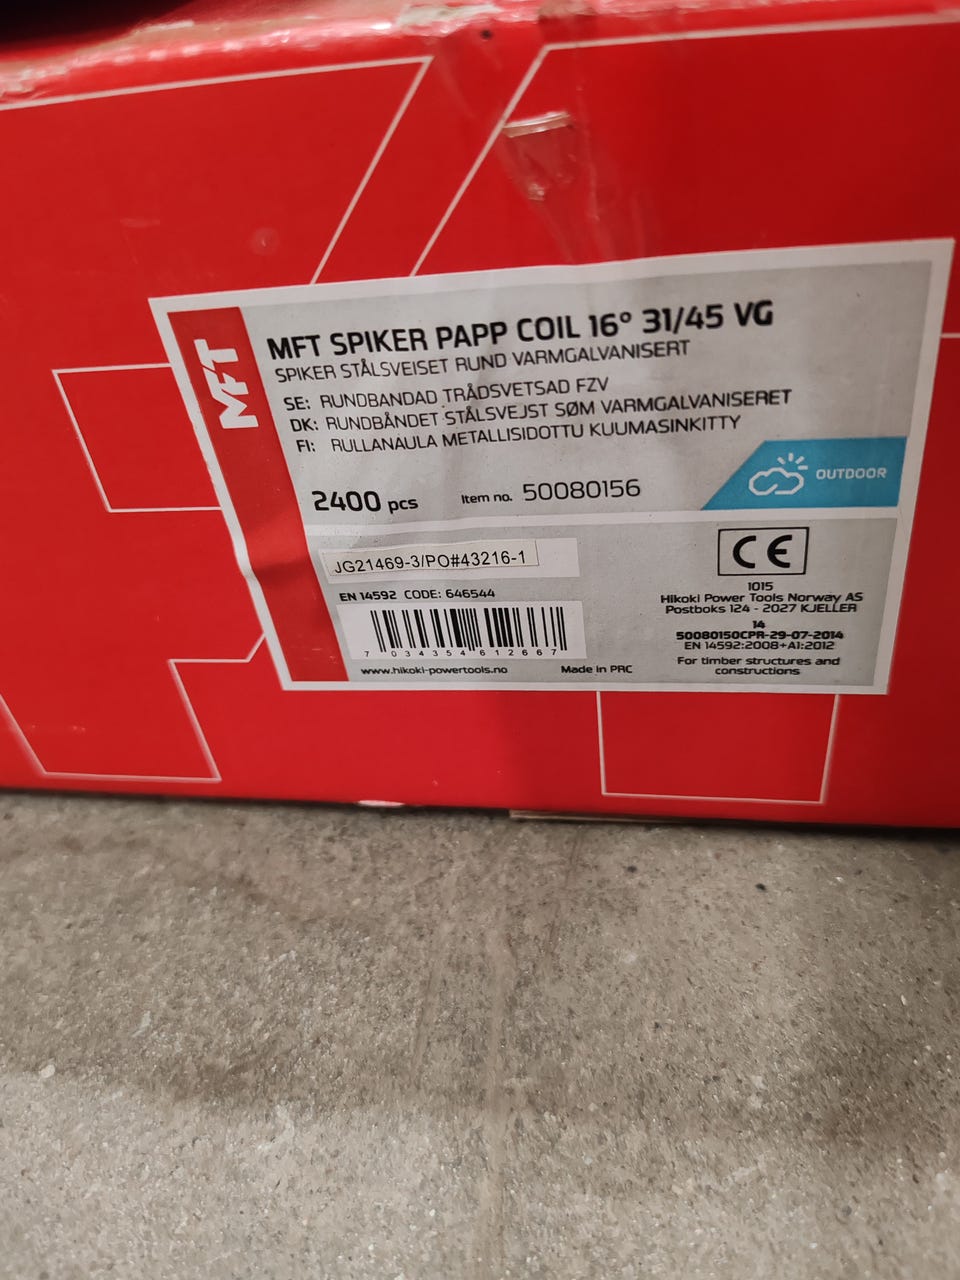 MFT
MFT SPIKER PAPP COIL 16° 31/45 VG
SPIKER STÅLSVEISET RUND VARMGALVANISERT
SE: RUNDBANDAD TRÅDSVETSAD FZV
DK: RUNDBÅNDET STÅLSVEJST SØM VARMGALVANISERET
FI: RULLANAULA METALLISIDOTTU KUUMASINKITTY
2400 pcs
Item no. 50080156
OUTDOOR
JG21469-3/PO#43216-1
EN 14592 CODE: 646544
7034354612667
www.hikoki-powertools.no
Made in PRC
CE
1015
Hikoki Power Tools Norway AS
Postboks 124 - 2027 KJELLER
14
50080150CPR-29-07-2014
EN 14592:2008+A1:2012
For timber structures and
constructions